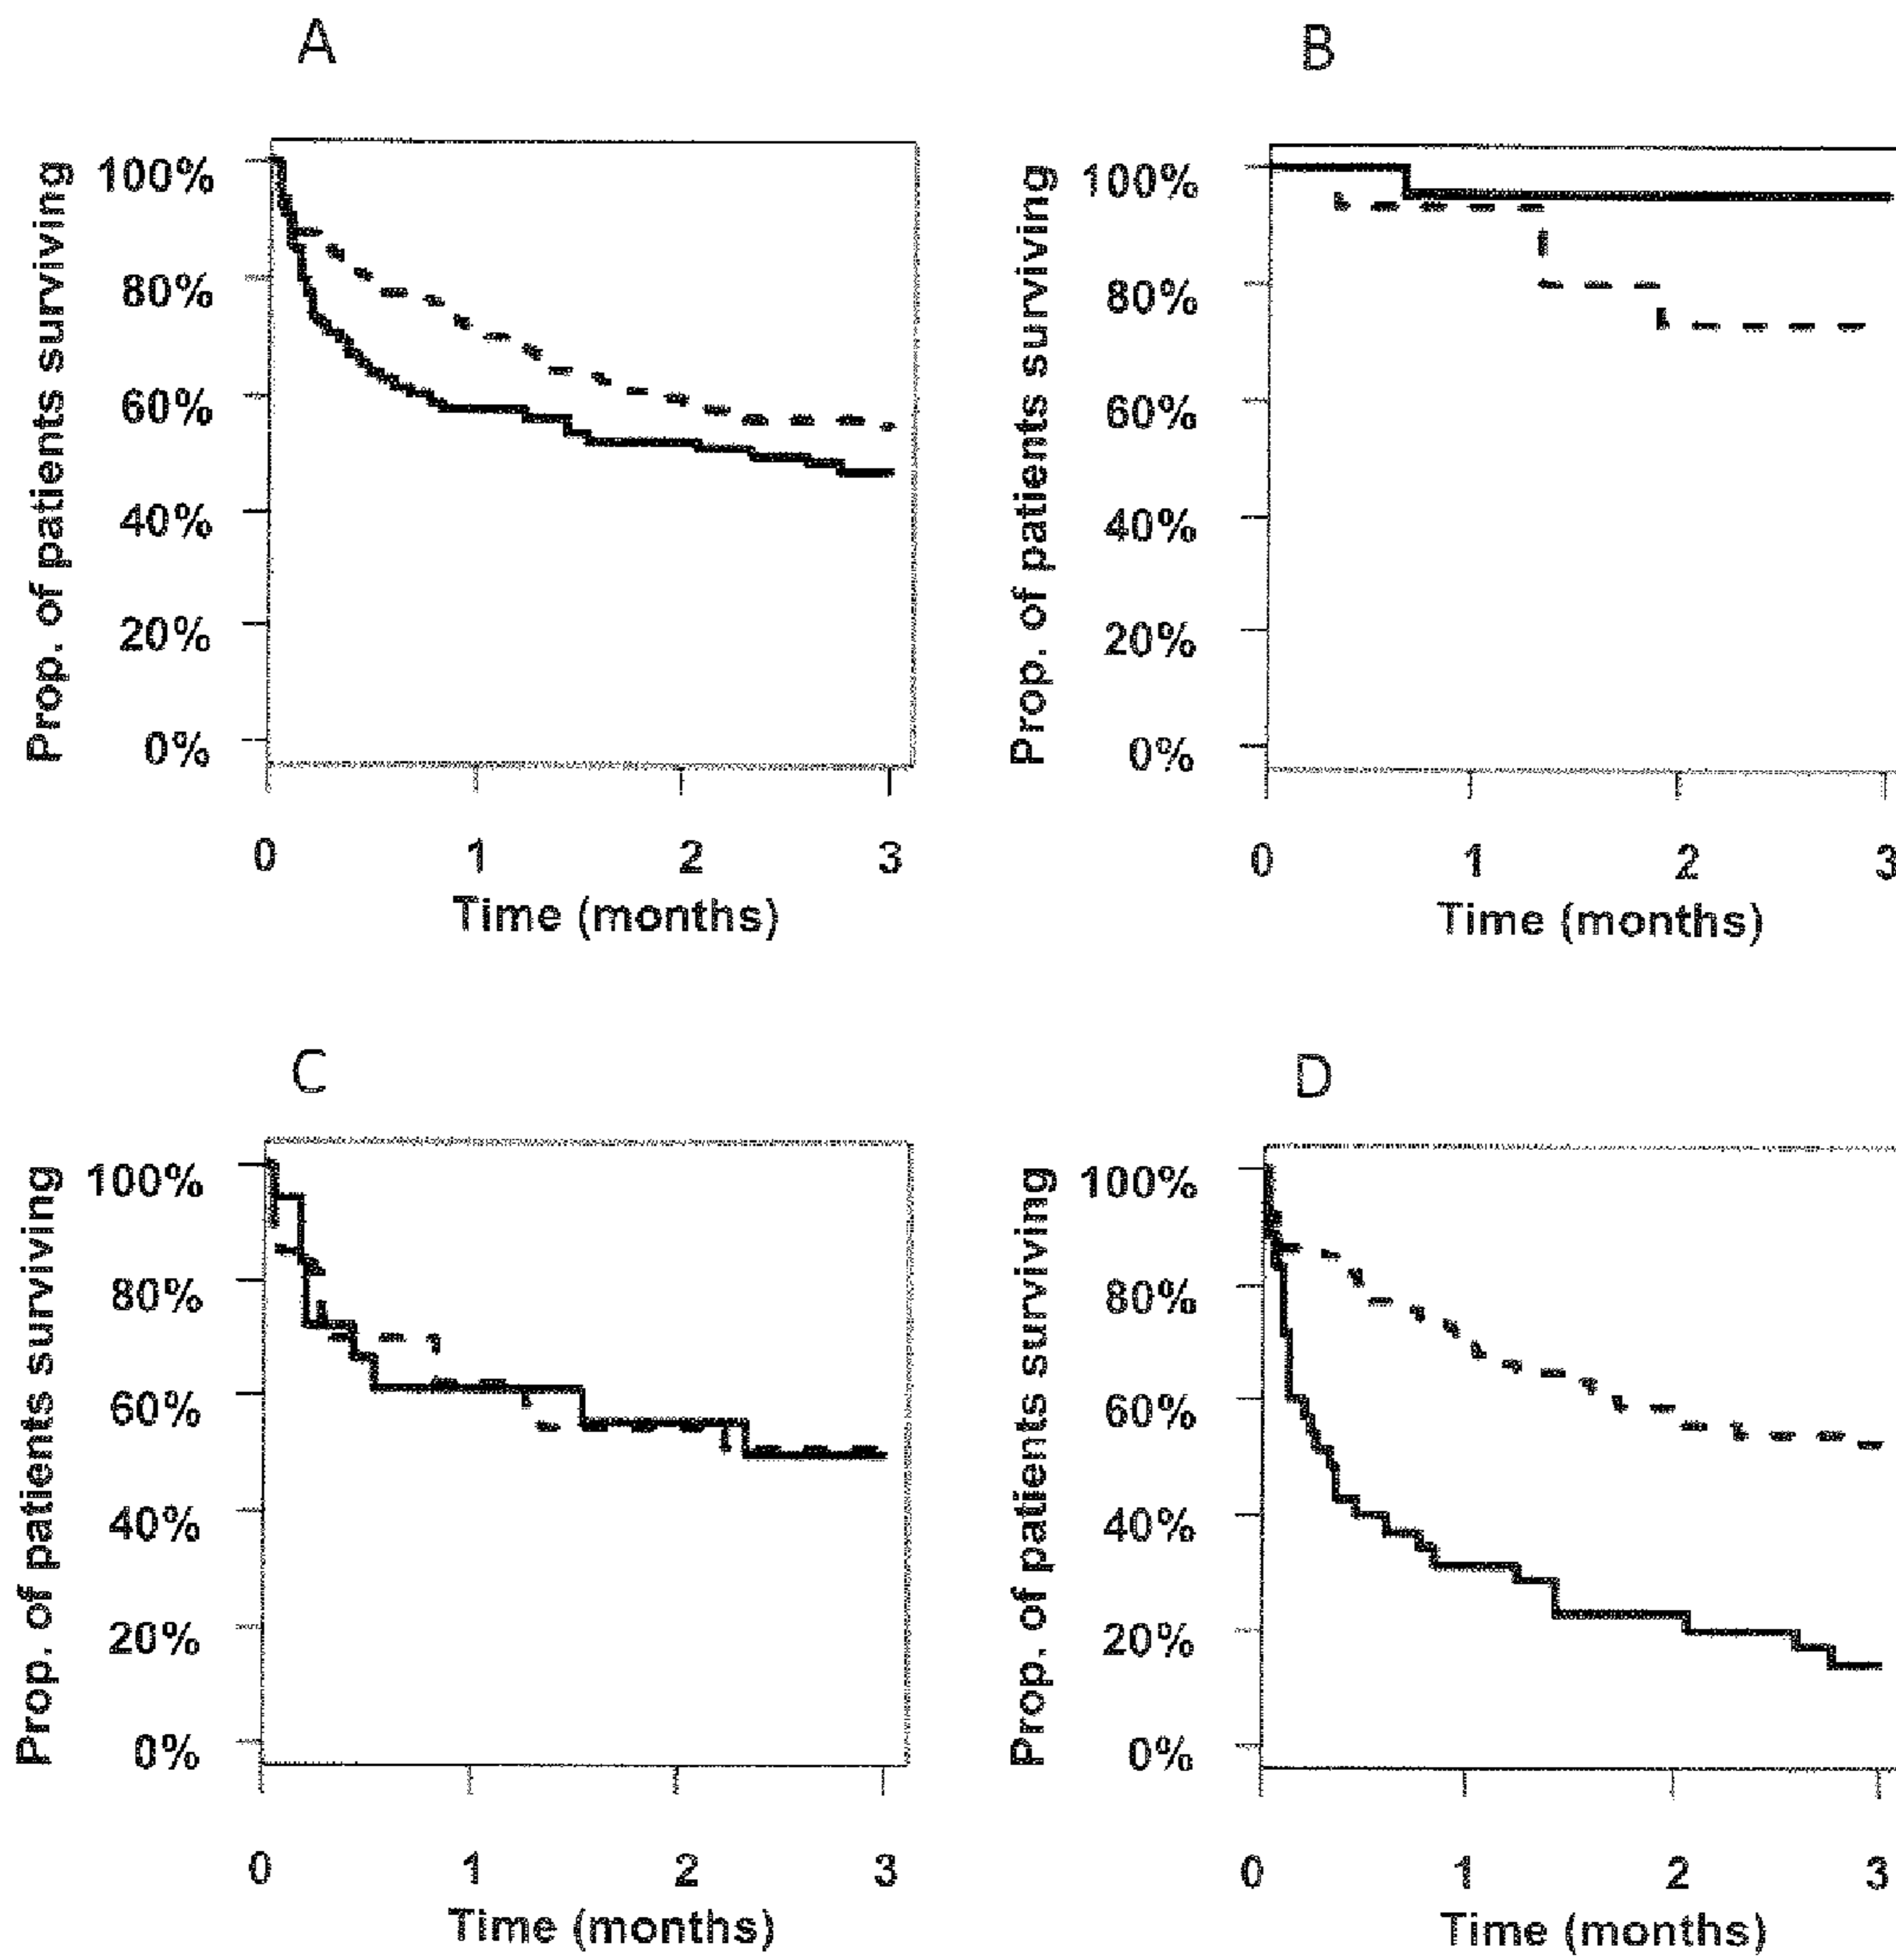 A
Prop. of patients surviving
100%
80%
60%
40%
20%
0%
0 1 2 3
Time (months)
B
Prop. of patients surviving
100%
80%
60%
40%
20%
0%
0 1 2 3
Time (months)
C
Prop. of patients surviving
100%
80%
60%
40%
20%
0%
0 1 2 3
Time (months)
D
Prop. of patients surviving
100%
80%
60%
40%
20%
0%
0 1 2 3
Time (months)